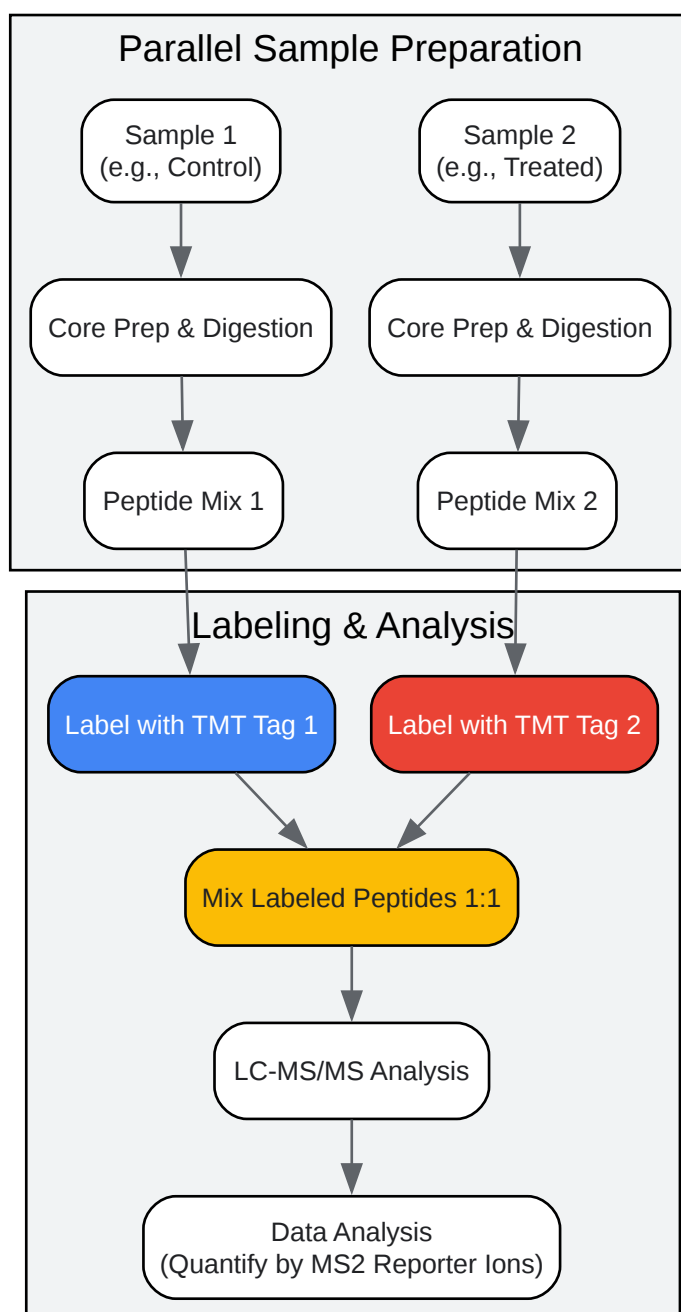 Parallel Sample Preparation
Sample 1
(e.g., Control)
Sample 2
(e.g., Treated)
Core Prep & Digestion
Core Prep & Digestion
Peptide Mix 1
Peptide Mix 2
Labeling & Analysis
Label with TMT Tag 1
Label with TMT Tag 2
Mix Labeled Peptides 1:1
LC-MS/MS Analysis
Data Analysis
(Quantify by MS2 Reporter Ions)